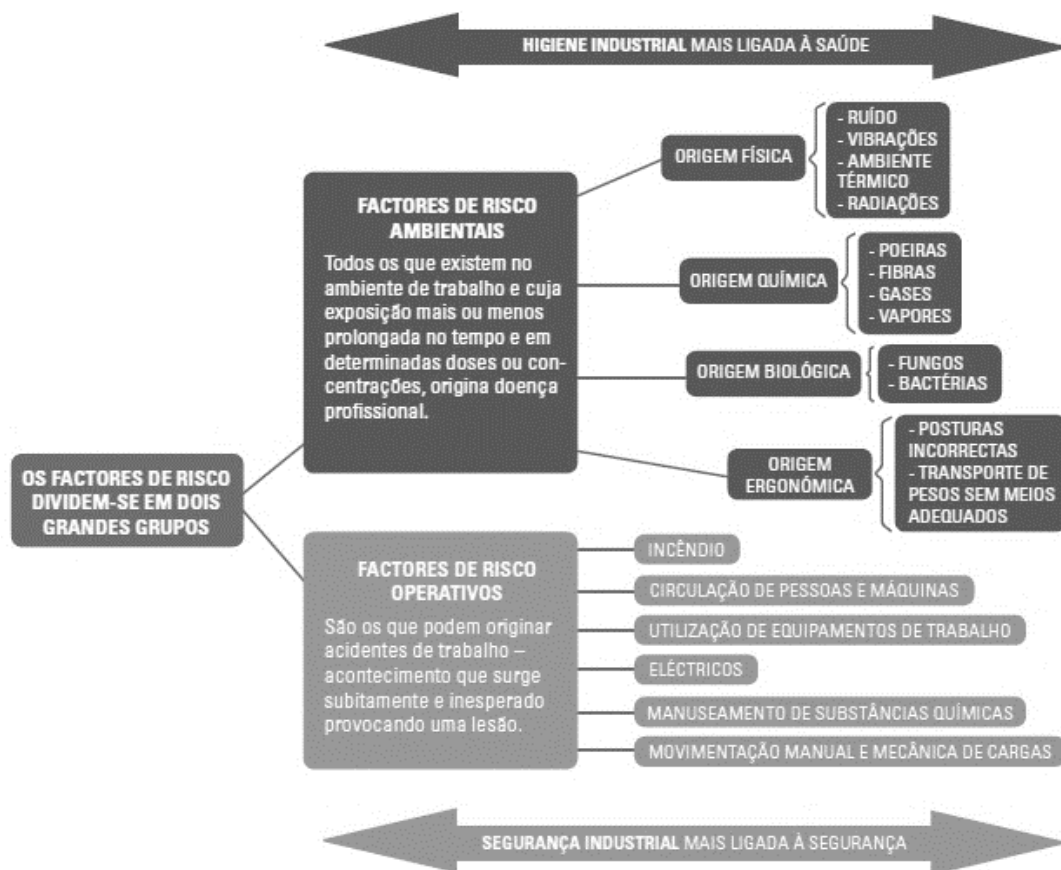 HIGIENE INDUSTRIAL MAIS LIGADA À SAÚDE
OS FACTORES DE RISCO
DIVIDEM-SE EM DOIS
GRANDES GRUPOS
FACTORES DE RISCO
AMBIENTAIS
Todos os que existem no
ambiente de trabalho e cuja
exposição mais ou menos
prolongada no tempo e em
determinadas doses ou con-
centrações, origina doença
profissional.
ORIGEM FÍSICA
- RUÍDO
- VIBRAÇÕES
- AMBIENTE
TÉRMICO
- RADIAÇÕES
ORIGEM QUÍMICA
- POEIRAS
- FIBRAS
- GASES
- VAPORES
ORIGEM BIOLÓGICA
- FUNGOS
- BACTÉRIAS
ORIGEM
ERGONÓMICA
- POSTURAS
INCORRECTAS
- TRANSPORTE DE
PESOS SEM MEIOS
ADEQUADOS
FACTORES DE RISCO
OPERATIVOS
São os que podem originar
acidentes de trabalho –
acontecimento que surge
subitamente e inesperado
provocando uma lesão.
INCÊNDIO
CIRCULAÇÃO DE PESSOAS E MÁQUINAS
UTILIZAÇÃO DE EQUIPAMENTOS DE TRABALHO
ELÉCTRICOS
MANUSEAMENTO DE SUBSTÂNCIAS QUÍMICAS
MOVIMENTAÇÃO MANUAL E MECÂNICA DE CARGAS
SEGURANÇA INDUSTRIAL MAIS LIGADA À SEGURANÇA